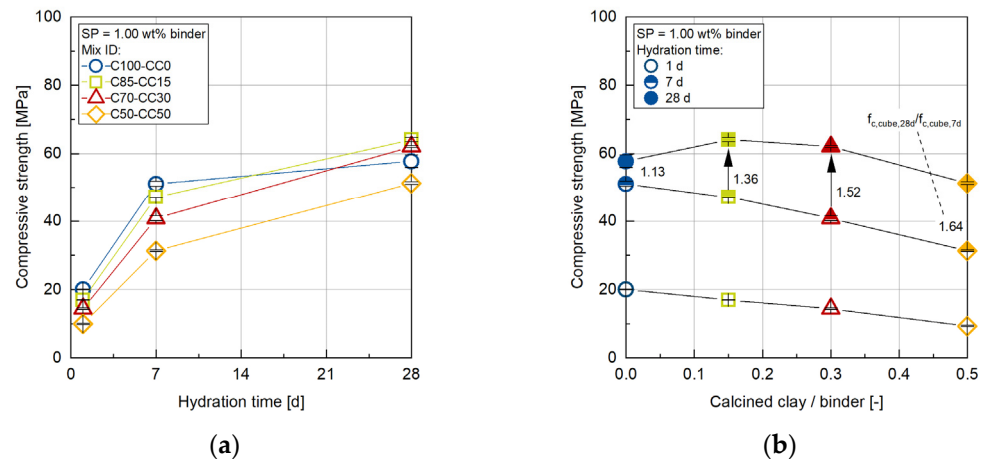 SP = 1.00 wt% binder
Mix ID:
C100-CC0
C85-CC15
C70-CC30
C50-CC50
100
80
60
40
20
0
Compressive strength [MPa]
0 7 14 21 28
Hydration time [d]
(a)
SP = 1.00 wt% binder
Hydration time:
1 d
7 d
28 d
f c,cube,28d/f c,cube,7d
1.13
1.36
1.52
1.64
100
80
60
40
20
0
Compressive strength [MPa]
0.0 0.1 0.2 0.3 0.4 0.5
Calcined clay / binder [-]
(b)